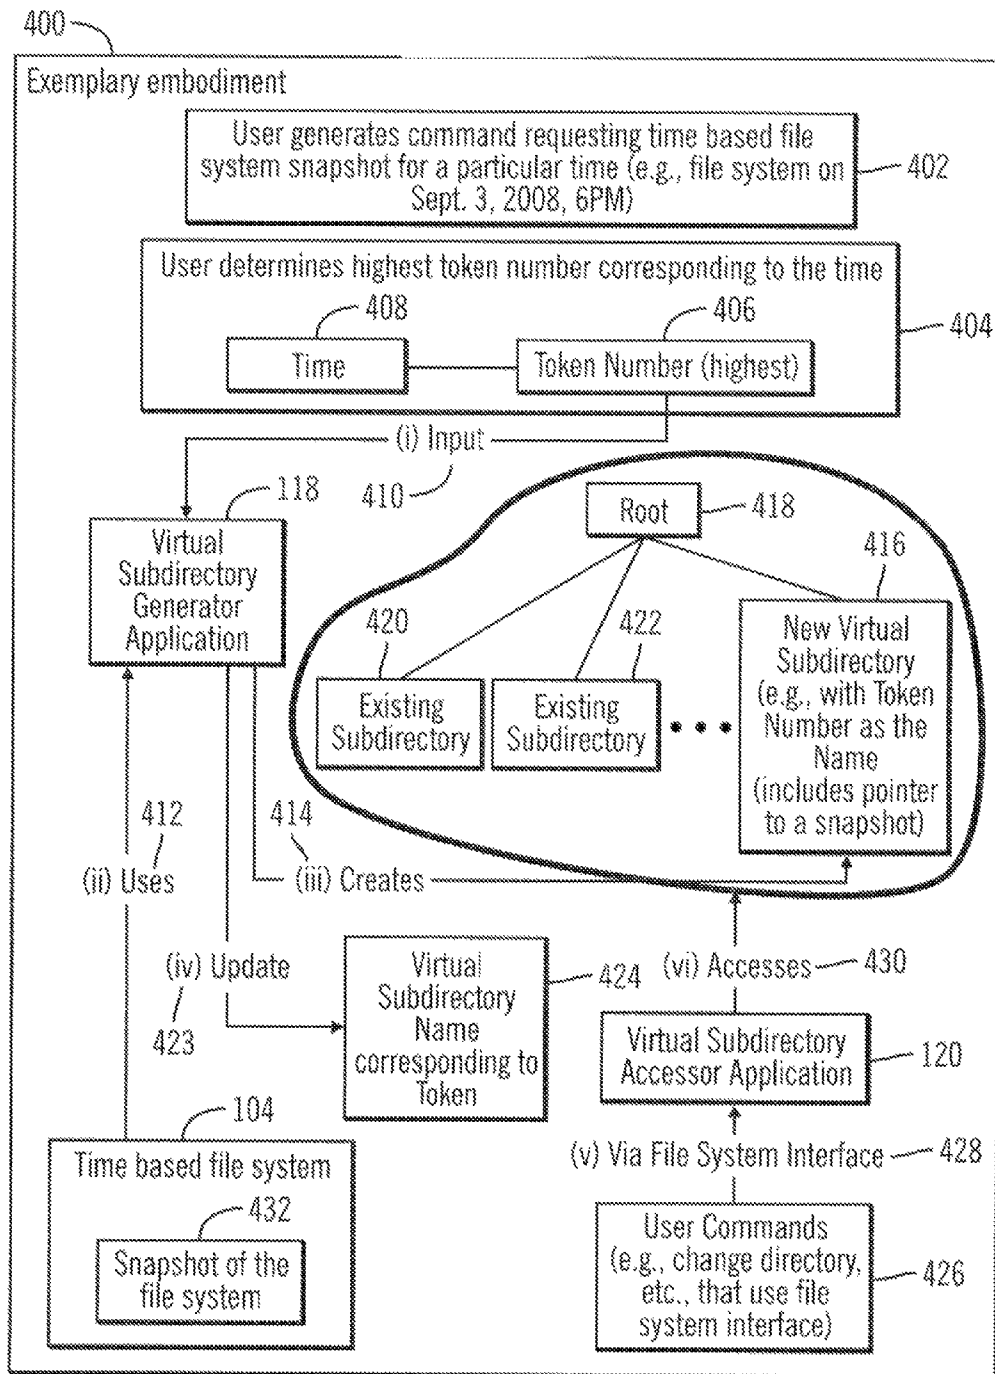 400
Exemplary embodiment
User generates command requesting time based file
system snapshot for a particular time (e.g., file system on
Sept. 3, 2008, 6PM)
402
User determines highest token number corresponding to the time
408
406
404
Time
Token Number (highest)
(i) Input
410
118
Virtual
Subdirectory
Generator
Application
Root
418
416
420
422
New Virtual
Subdirectory
(e.g., with Token
Number as the
Name
(includes pointer
to a snapshot)
Existing
Subdirectory
Existing
Subdirectory
412
(ii) Uses
414
(iii) Creates
(iv) Update
423
Virtual
Subdirectory
Name
corresponding to
Token
424
(vi) Accesses
430
Virtual Subdirectory
Accessor Application
120
104
Time based file system
432
Snapshot of the
file system
(v) Via File System Interface
428
User Commands
(e.g., change directory,
etc., that use file
system interface)
426